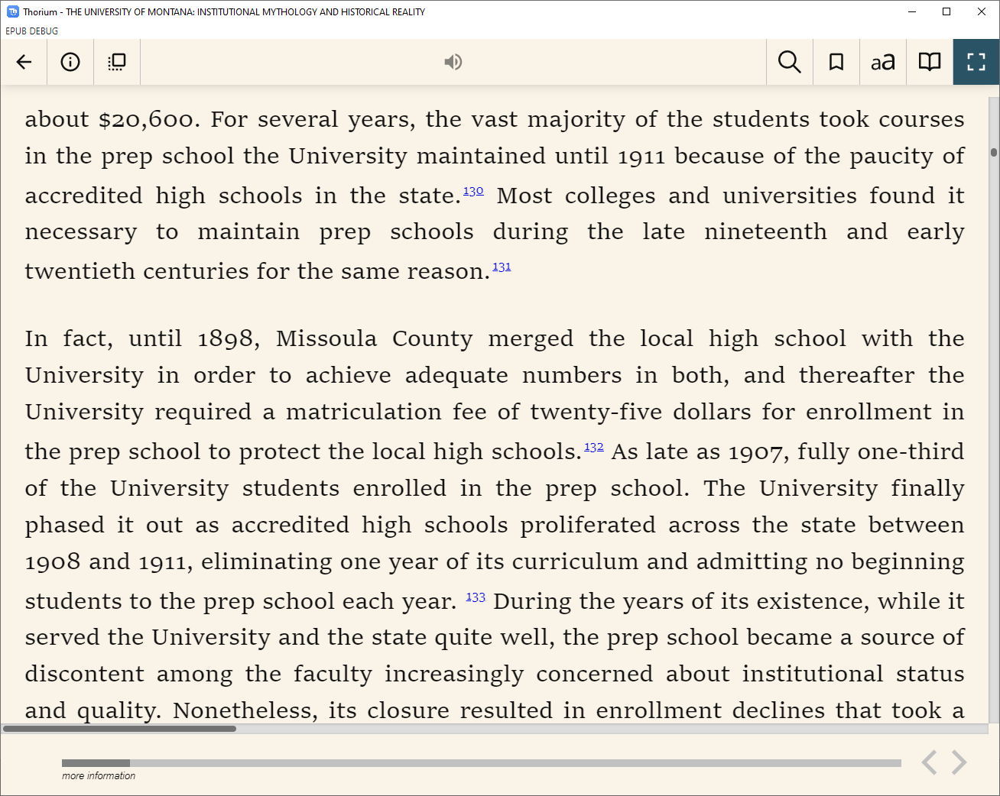 Thorium - THE UNIVERSITY OF MONTANA: INSTITUTIONAL MYTHOLOGY AND HISTORICAL REALITY
EPUB DEBUG
aa
about $20,600. For several years, the vast majority of the students took courses
in the prep school the University maintained until 1911 because of the paucity of
accredited high schools in the state.130 Most colleges and universities found it
necessary to maintain prep schools during the late nineteenth and early
twentieth centuries for the same reason.131
In fact, until 1898, Missoula County merged the local high school with the
University in order to achieve adequate numbers in both, and thereafter the
University required a matriculation fee of twenty-five dollars for enrollment in
the prep school to protect the local high schools.132 As late as 1907, fully one-third
of the University students enrolled in the prep school. The University finally
phased it out as accredited high schools proliferated across the state between
1908 and 1911, eliminating one year of its curriculum and admitting no beginning
students to the prep school each year. 133 During the years of its existence, while it
served the University and the state quite well, the prep school became a source of
discontent among the faculty increasingly concerned about institutional status
and quality. Nonetheless, its closure resulted in enrollment declines that took a
more information